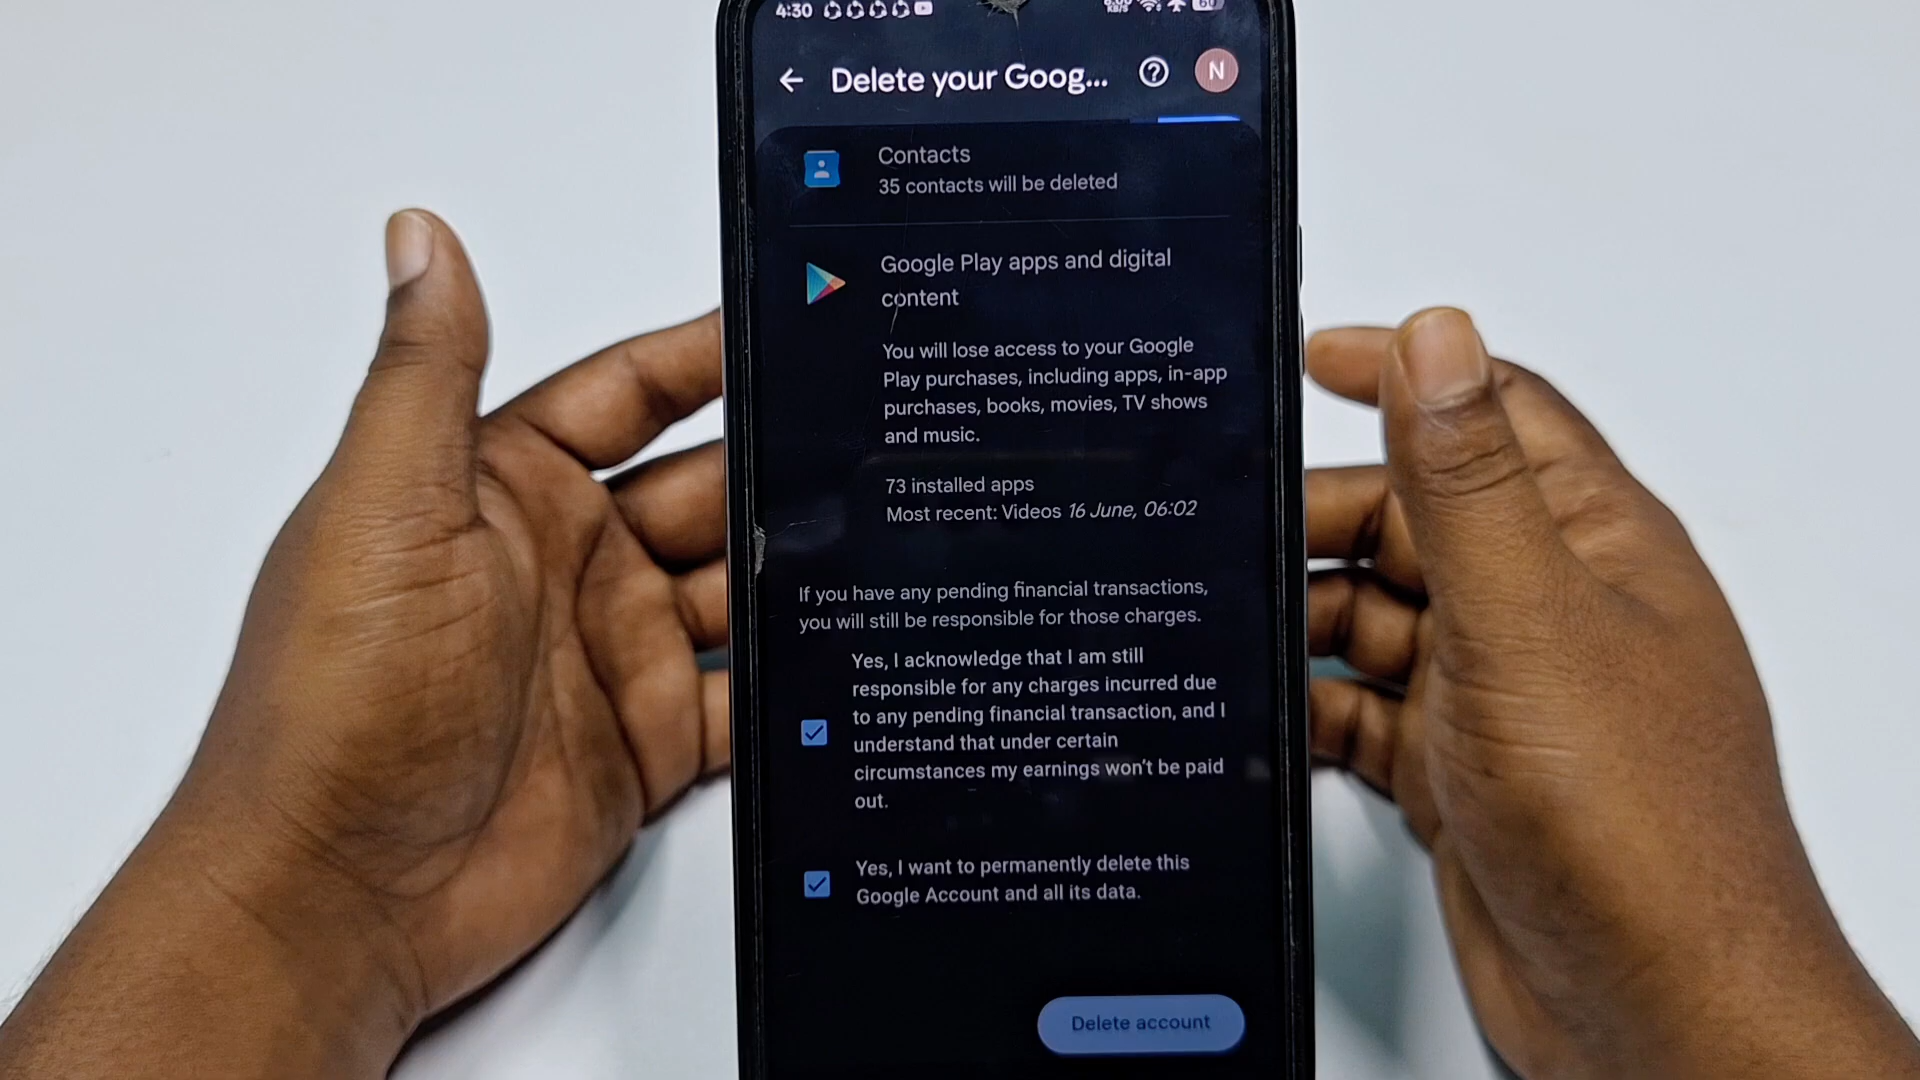 4:30
KB/S
60
Delete your Goog...
N
Contacts
35 contacts will be deleted
Google Play apps and digital
content
You will lose access to your Google
Play purchases, including apps, in-app
purchases, books, movies, TV shows
and music.
73 installed apps
Most recent: Videos 16 June, 06:02
If you have any pending financial transactions,
you will still be responsible for those charges.
Yes, I acknowledge that I am still
responsible for any charges incurred due
to any pending financial transaction, and I
understand that under certain
circumstances my earnings won't be paid
out.
Yes, I want to permanently delete this
Google Account and all its data.
Delete account